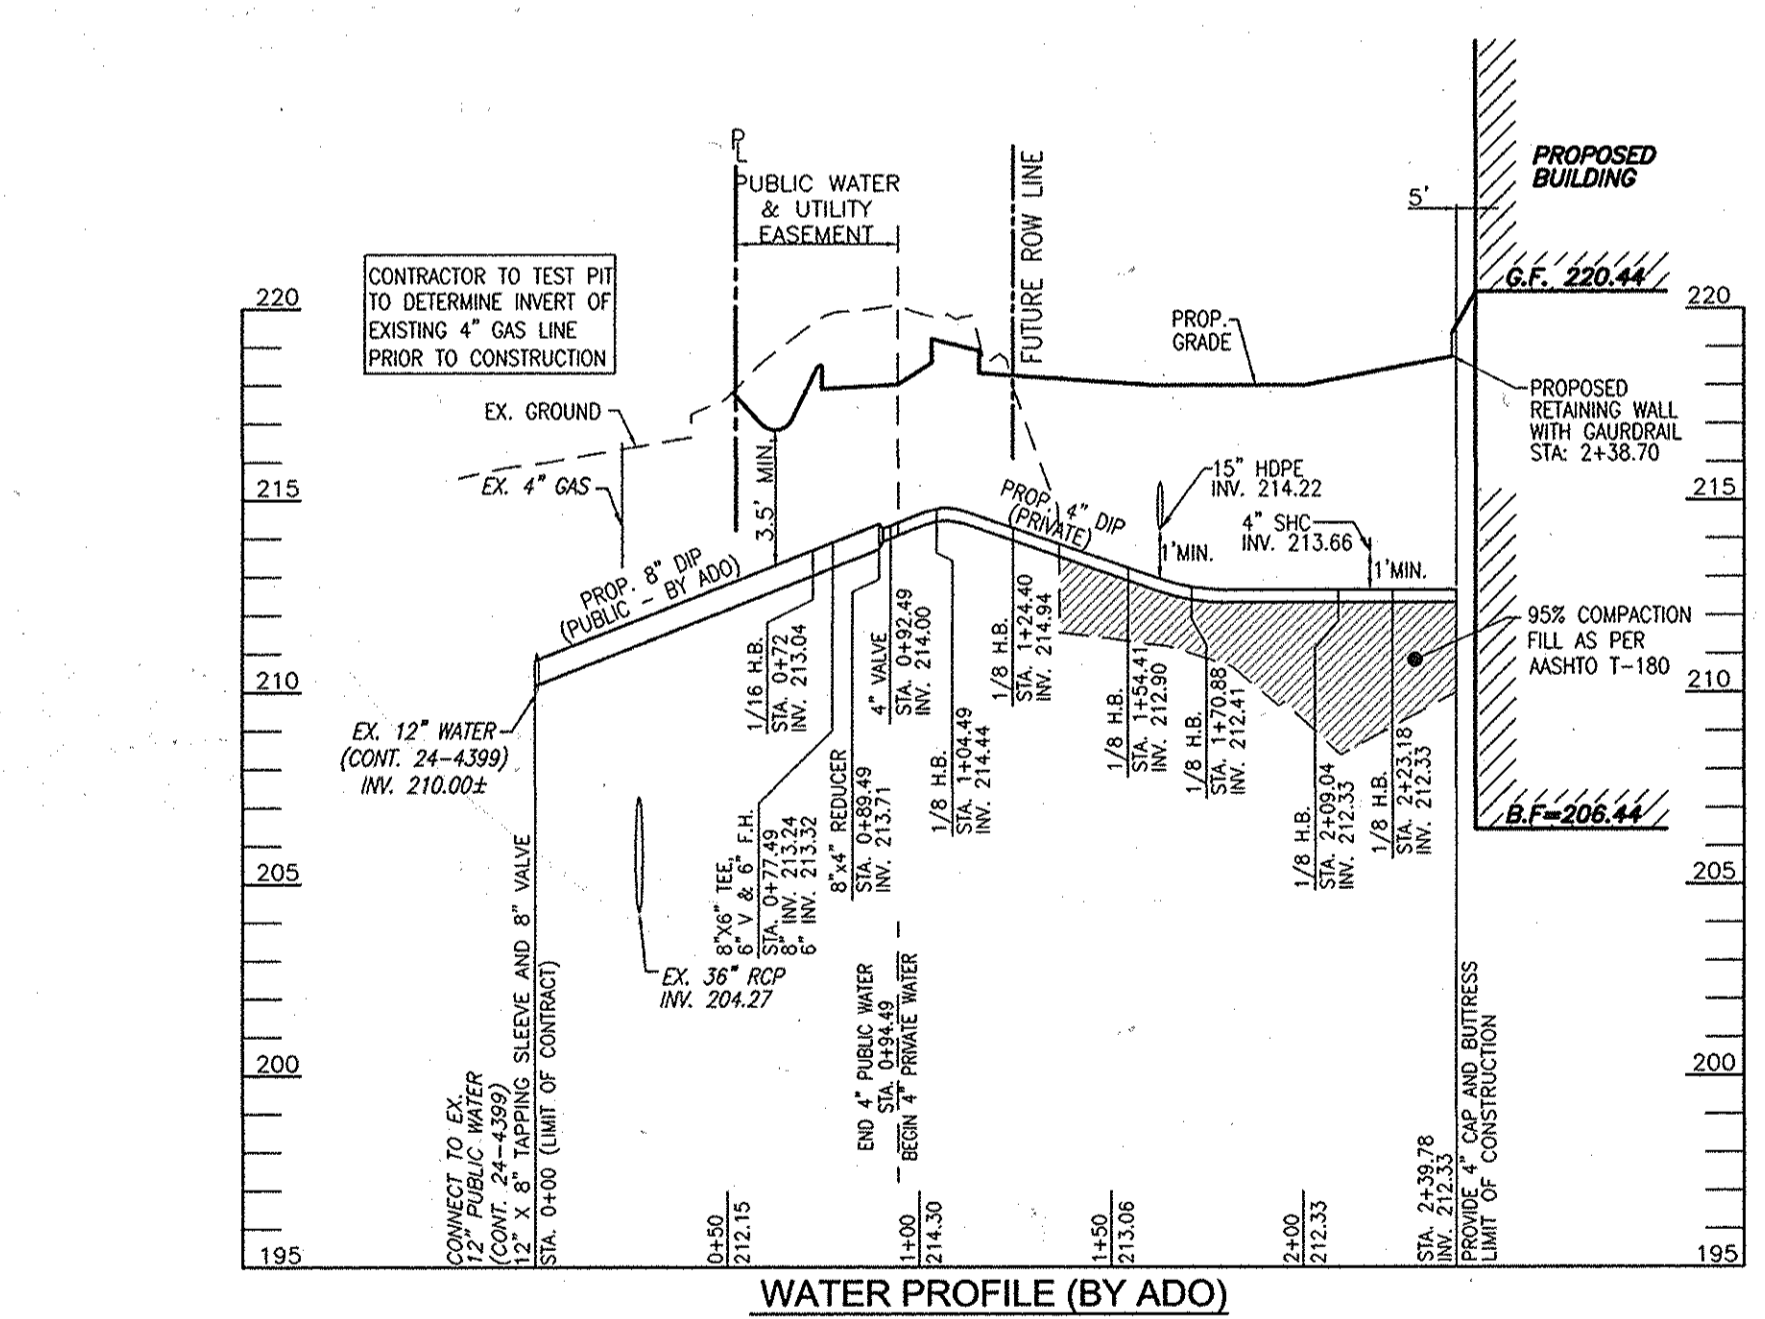 PL
PUBLIC WATER
& UTILITY
EASEMENT
FUTURE ROW LINE
5'
PROPOSED
BUILDING
G.F. 220.44
CONTRACTOR TO TEST PIT
TO DETERMINE INVERT OF
EXISTING 4" GAS LINE
PRIOR TO CONSTRUCTION
220
215
210
205
200
195
220
215
210
205
200
195
EX. GROUND
EX. 4" GAS
3.5' MIN.
PROP.
GRADE
PROPOSED
RETAINING WALL
WITH GAURDRAIL
STA: 2+38.70
PROP. 8" DIP
(PUBLIC - BY ADO)
PROP. 4" DIP
(PRIVATE)
15" HDPE
INV. 214.22
1'MIN.
4" SHC
INV. 213.66
1'MIN.
95% COMPACTION
FILL AS PER
AASHTO T-180
B.F=206.44
EX. 12" WATER
(CONT. 24-4399)
INV. 210.00±
EX. 36" RCP
INV. 204.27
1/16 H.B.
STA. 0+72
INV. 213.04
8"X6" TEE,
6" V & 6" F.H.
STA. 0+77.49
8" INV. 213.24
6" INV. 213.32
8"x4" REDUCER
STA. 0+89.49
INV. 213.71
4" VALVE
STA. 0+92.49
INV. 214.00
1/8 H.B.
STA. 1+04.49
INV. 214.44
1/8 H.B.
STA. 1+24.40
INV. 214.94
1/8 H.B.
STA. 1+54.41
INV. 212.90
1/8 H.B.
STA. 1+70.88
INV. 212.41
1/8 H.B.
STA. 2+09.04
INV. 212.33
1/8 H.B.
STA. 2+23.18
INV. 212.33
CONNECT TO EX.
12" PUBLIC WATER
(CONT. 24-4399)
12" X 8" TAPPING SLEEVE AND 8" VALVE
STA. 0+00 (LIMIT OF CONTRACT)
END 4" PUBLIC WATER
STA. 0+94.49
BEGIN 4" PRIVATE WATER
STA. 2+39.78
INV. 212.33
PROVIDE 4" CAP AND BUTTRESS
LIMIT OF CONSTRUCTION
0+50
212.15
1+00
214.30
1+50
213.06
2+00
212.33
WATER PROFILE (BY ADO)